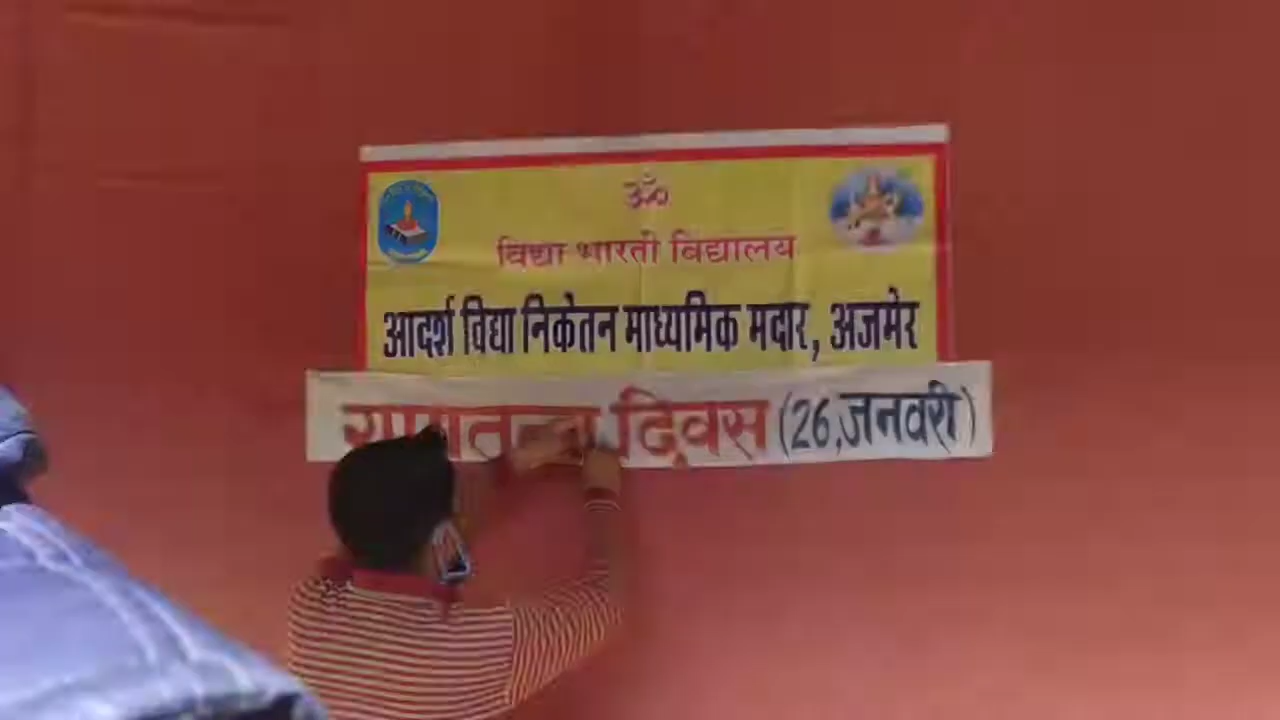 ॐ
विद्या भारती विद्यालय
आदर्श विद्या निकेतन माध्यमिक मदार, अजमेर
दिवस (26,जनवरी)